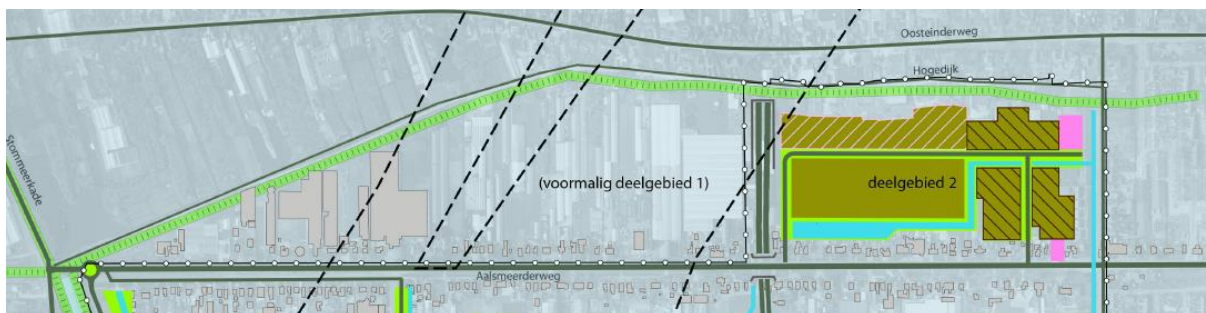 Oosteinderweg
Hogedijk
Stommeerkade
(voormalig deelgebied 1)
deelgebied 2
Aalsmeerderweg